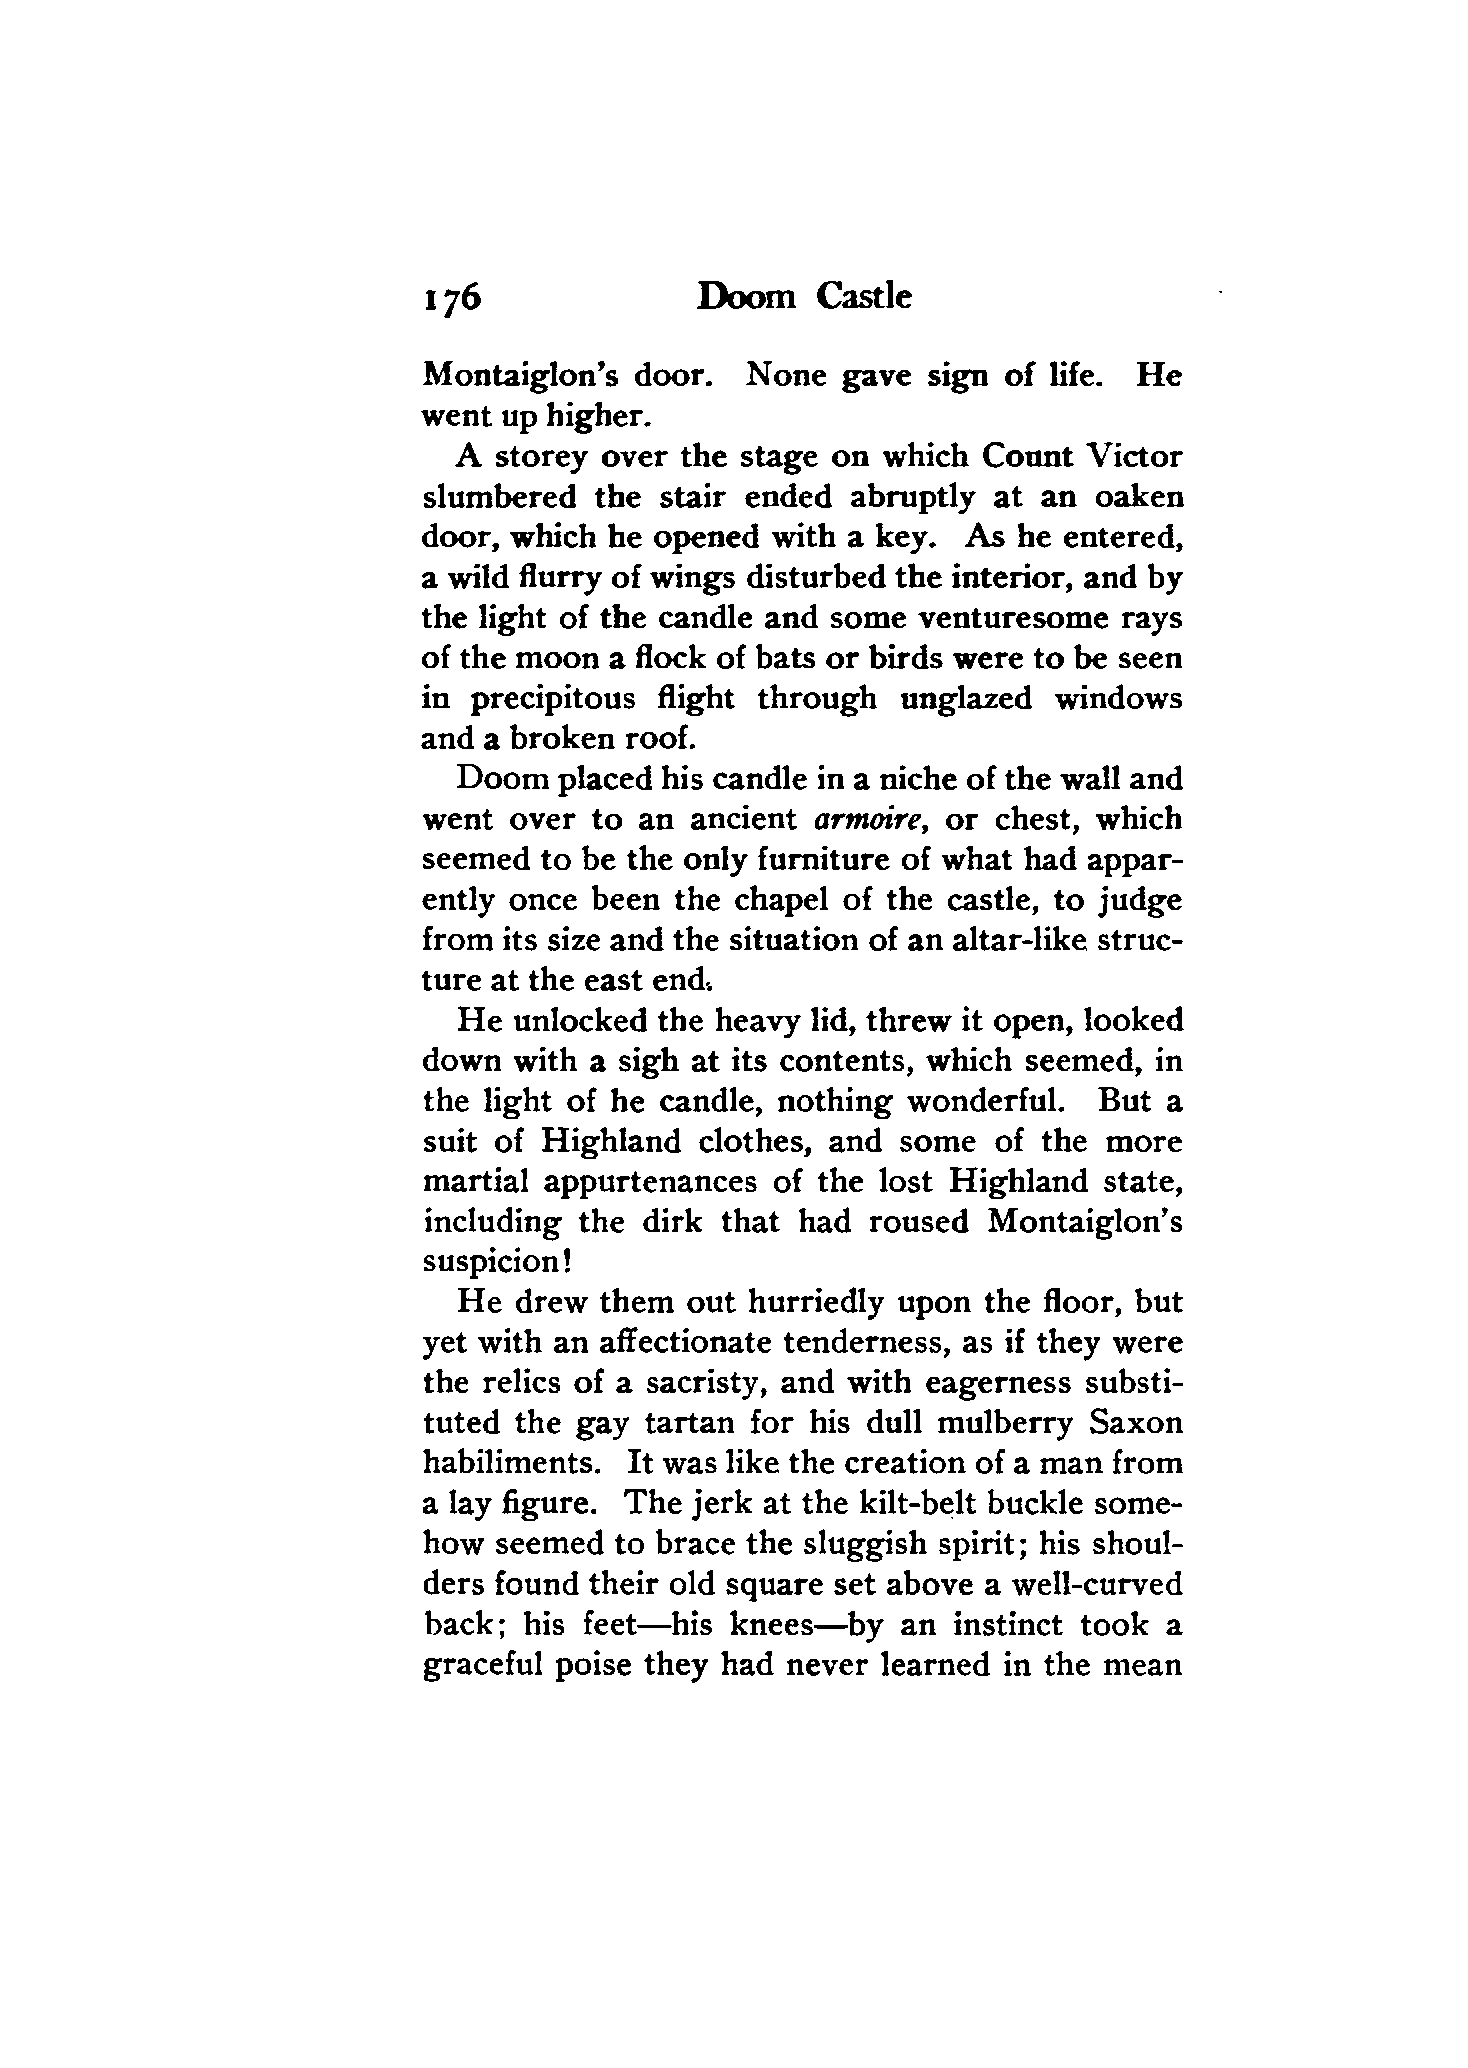 176 Doom Castle
Montaiglon's door. None gave sign of life. He
went up higher.
A storey over the stage on which Count Victor
slumbered the stair ended abruptly at an oaken
door, which he opened with a key. As he entered,
a wild flurry of wings disturbed the interior, and by
the light of the candle and some venturesome rays
of the moon a flock of bats or birds were to be seen
in precipitous flight through unglazed windows
and a broken roof.
Doom placed his candle in a niche of the wall and
went over to an ancient armoire, or chest, which
seemed to be the only furniture of what had appar-
ently once been the chapel of the castle, to judge
from its size and the situation of an altar-like struc-
ture at the east end.
He unlocked the heavy lid, threw it open, looked
down with a sigh at its contents, which seemed, in
the light of he candle, nothing wonderful. But a
suit of Highland clothes, and some of the more
martial appurtenances of the lost Highland state,
including the dirk that had roused Montaiglon's
suspicion!
He drew them out hurriedly upon the floor, but
yet with an affectionate tenderness, as if they were
the relics of a sacristy, and with eagerness substi-
tuted the gay tartan for his dull mulberry Saxon
habiliments. It was like the creation of a man from
a lay figure. The jerk at the kilt-belt buckle some-
how seemed to brace the sluggish spirit; his shoul-
ders found their old square set above a well-curved
back; his feet—his knees—by an instinct took a
graceful poise they had never learned in the mean